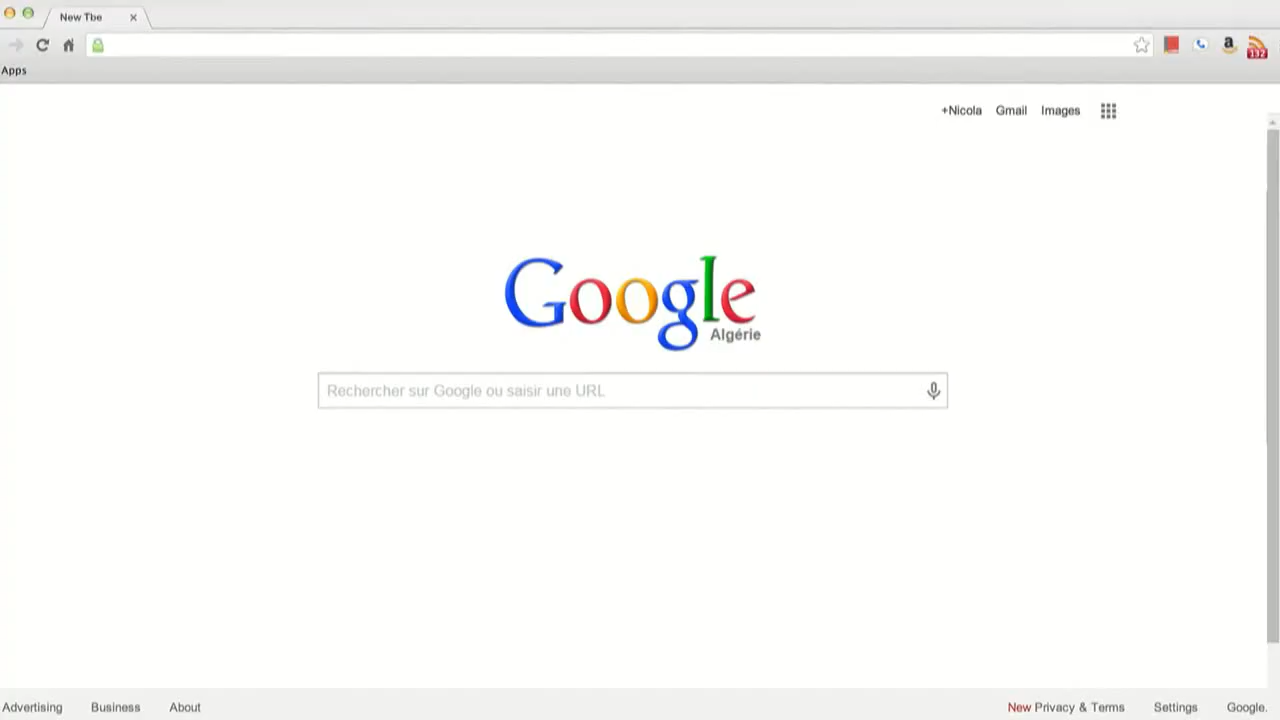 New Tbe
a
132
Apps
+Nicola Gmail Images
Google
Algérie
Rechercher sur Google ou saisir une URL
Advertising Business About New Privacy & Terms Settings Google.